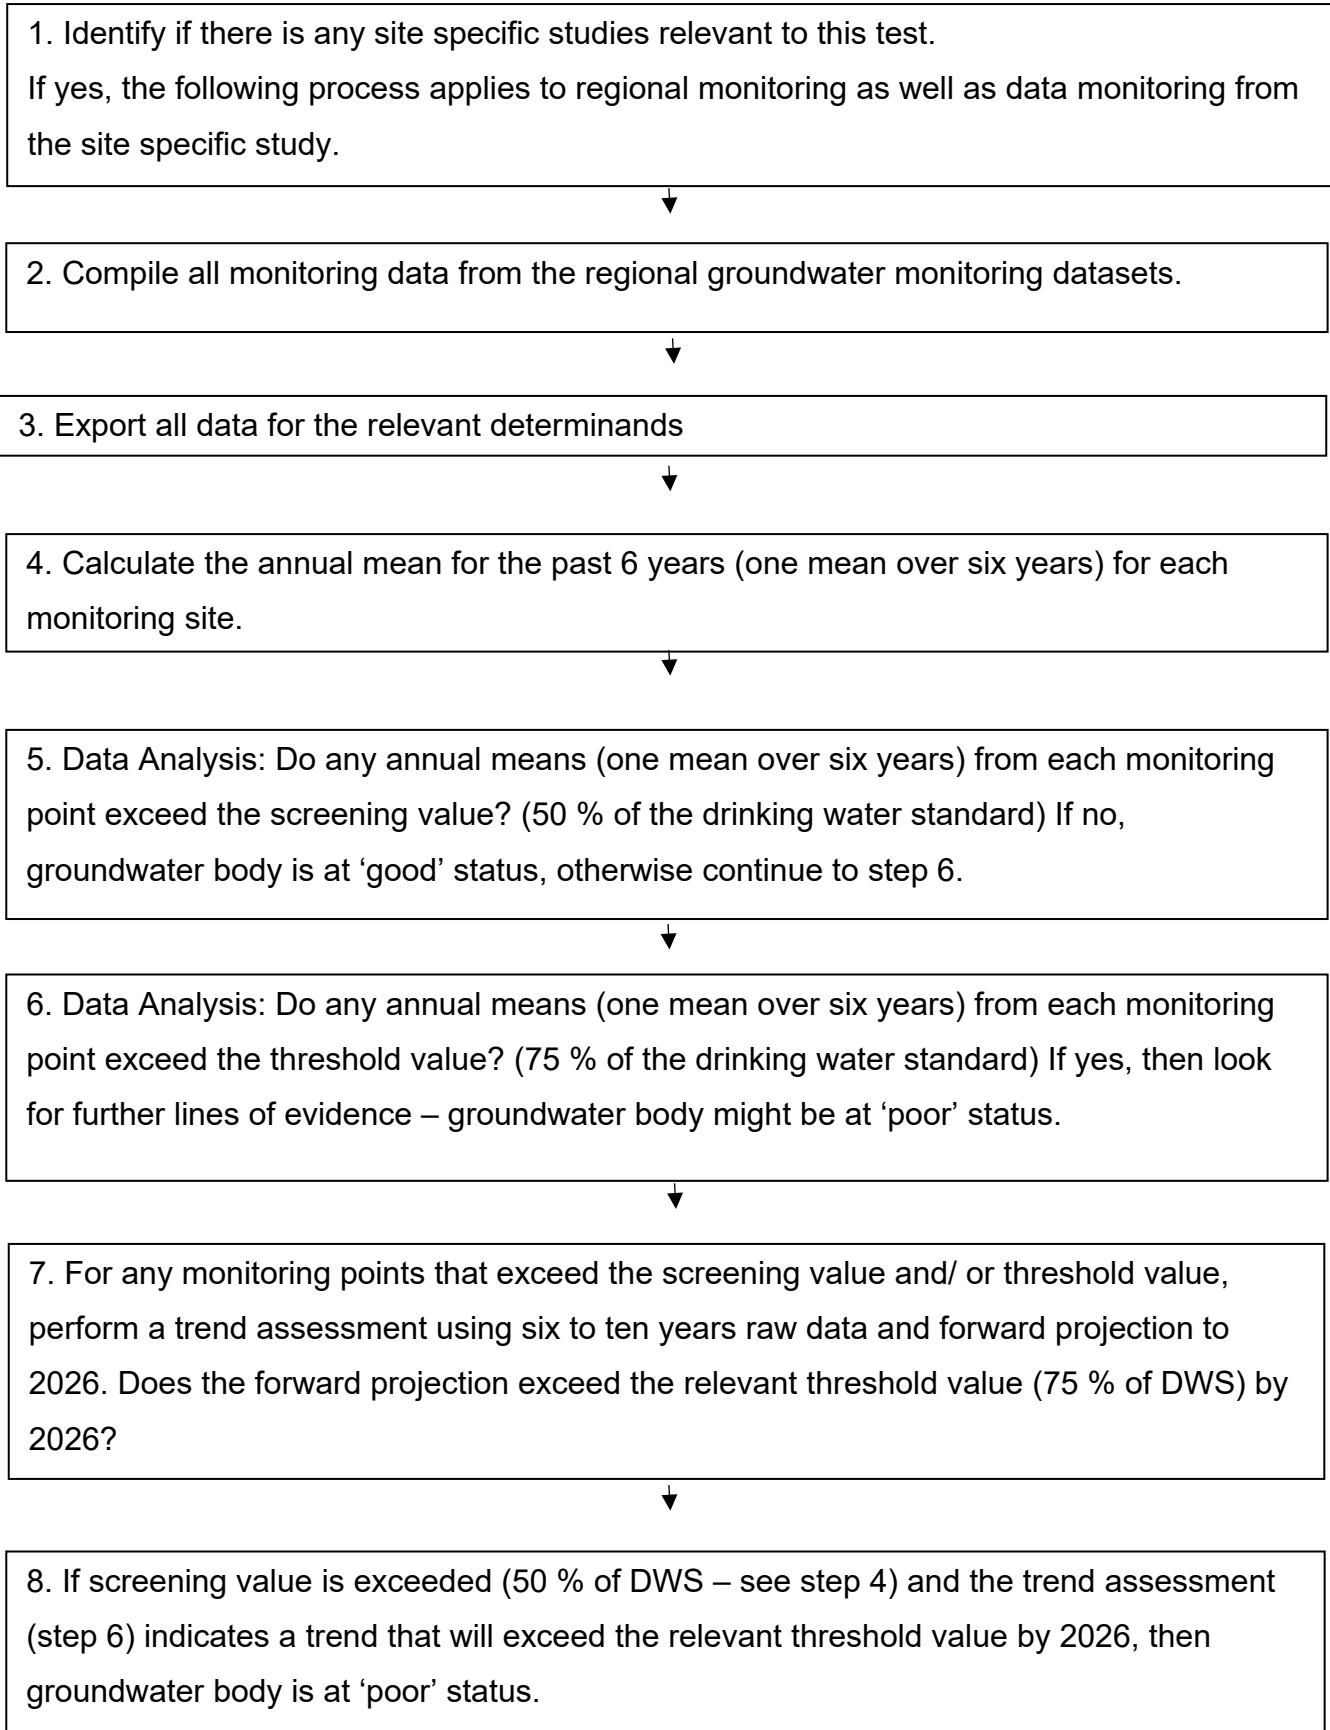 1. Identify if there is any site specific studies relevant to this test.
If yes, the following process applies to regional monitoring as well as data monitoring from
the site specific study.
2. Compile all monitoring data from the regional groundwater monitoring datasets.
3. Export all data for the relevant determinands
4. Calculate the annual mean for the past 6 years (one mean over six years) for each
monitoring site.
5. Data Analysis: Do any annual means (one mean over six years) from each monitoring
point exceed the screening value? (50 % of the drinking water standard) If no,
groundwater body is at ‘good’ status, otherwise continue to step 6.
6. Data Analysis: Do any annual means (one mean over six years) from each monitoring
point exceed the threshold value? (75 % of the drinking water standard) If yes, then look
for further lines of evidence – groundwater body might be at ‘poor’ status.
7. For any monitoring points that exceed the screening value and/ or threshold value,
perform a trend assessment using six to ten years raw data and forward projection to
2026. Does the forward projection exceed the relevant threshold value (75 % of DWS) by
2026?
8. If screening value is exceeded (50 % of DWS – see step 4) and the trend assessment
(step 6) indicates a trend that will exceed the relevant threshold value by 2026, then
groundwater body is at ‘poor’ status.